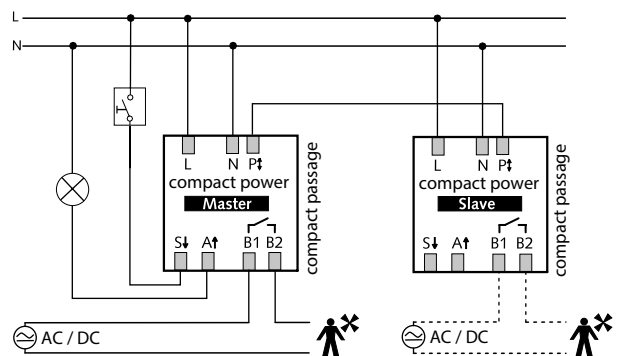 L
N
L N P↕
compact power
Master
S↓ A↑ B1 B2
compact passage
L N P↕
compact power
Slave
S↓ A↑ B1 B2
compact passage
AC / DC
AC / DC